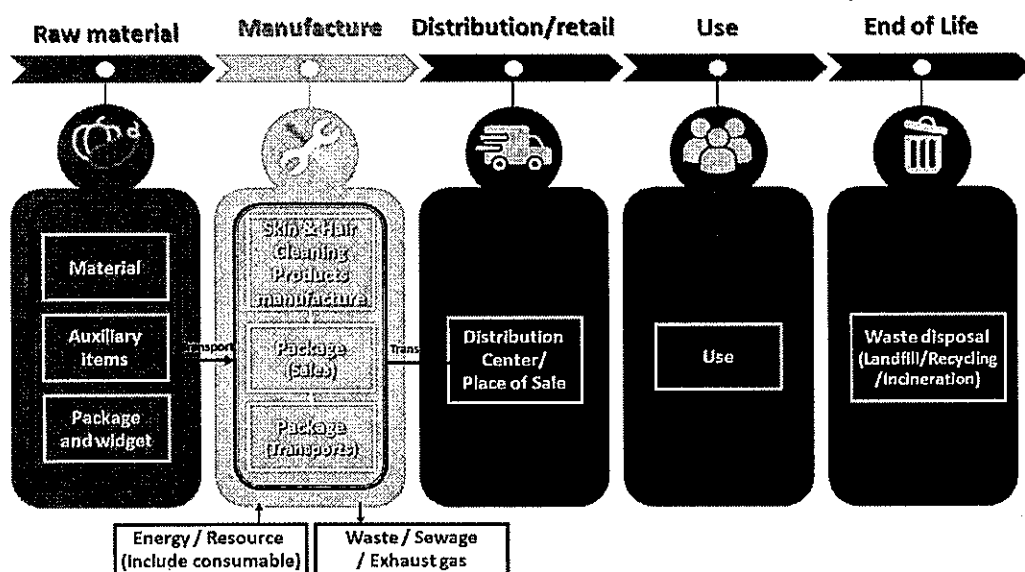 Raw material
Manufacture
Distribution/retail
Use
End of Life
Material
Auxiliary
items
Package
and widget
Transport
Skin & Hair
Cleaning
Products
manufacture
Package
(Sales)
Package
(Transports)
Trans
Distribution
Center/
Place of Sale
Use
Waste disposal
(Landfill/Recycling
/Incineration)
Energy / Resource
(Include consumable)
Waste / Sewage
/ Exhaust gas